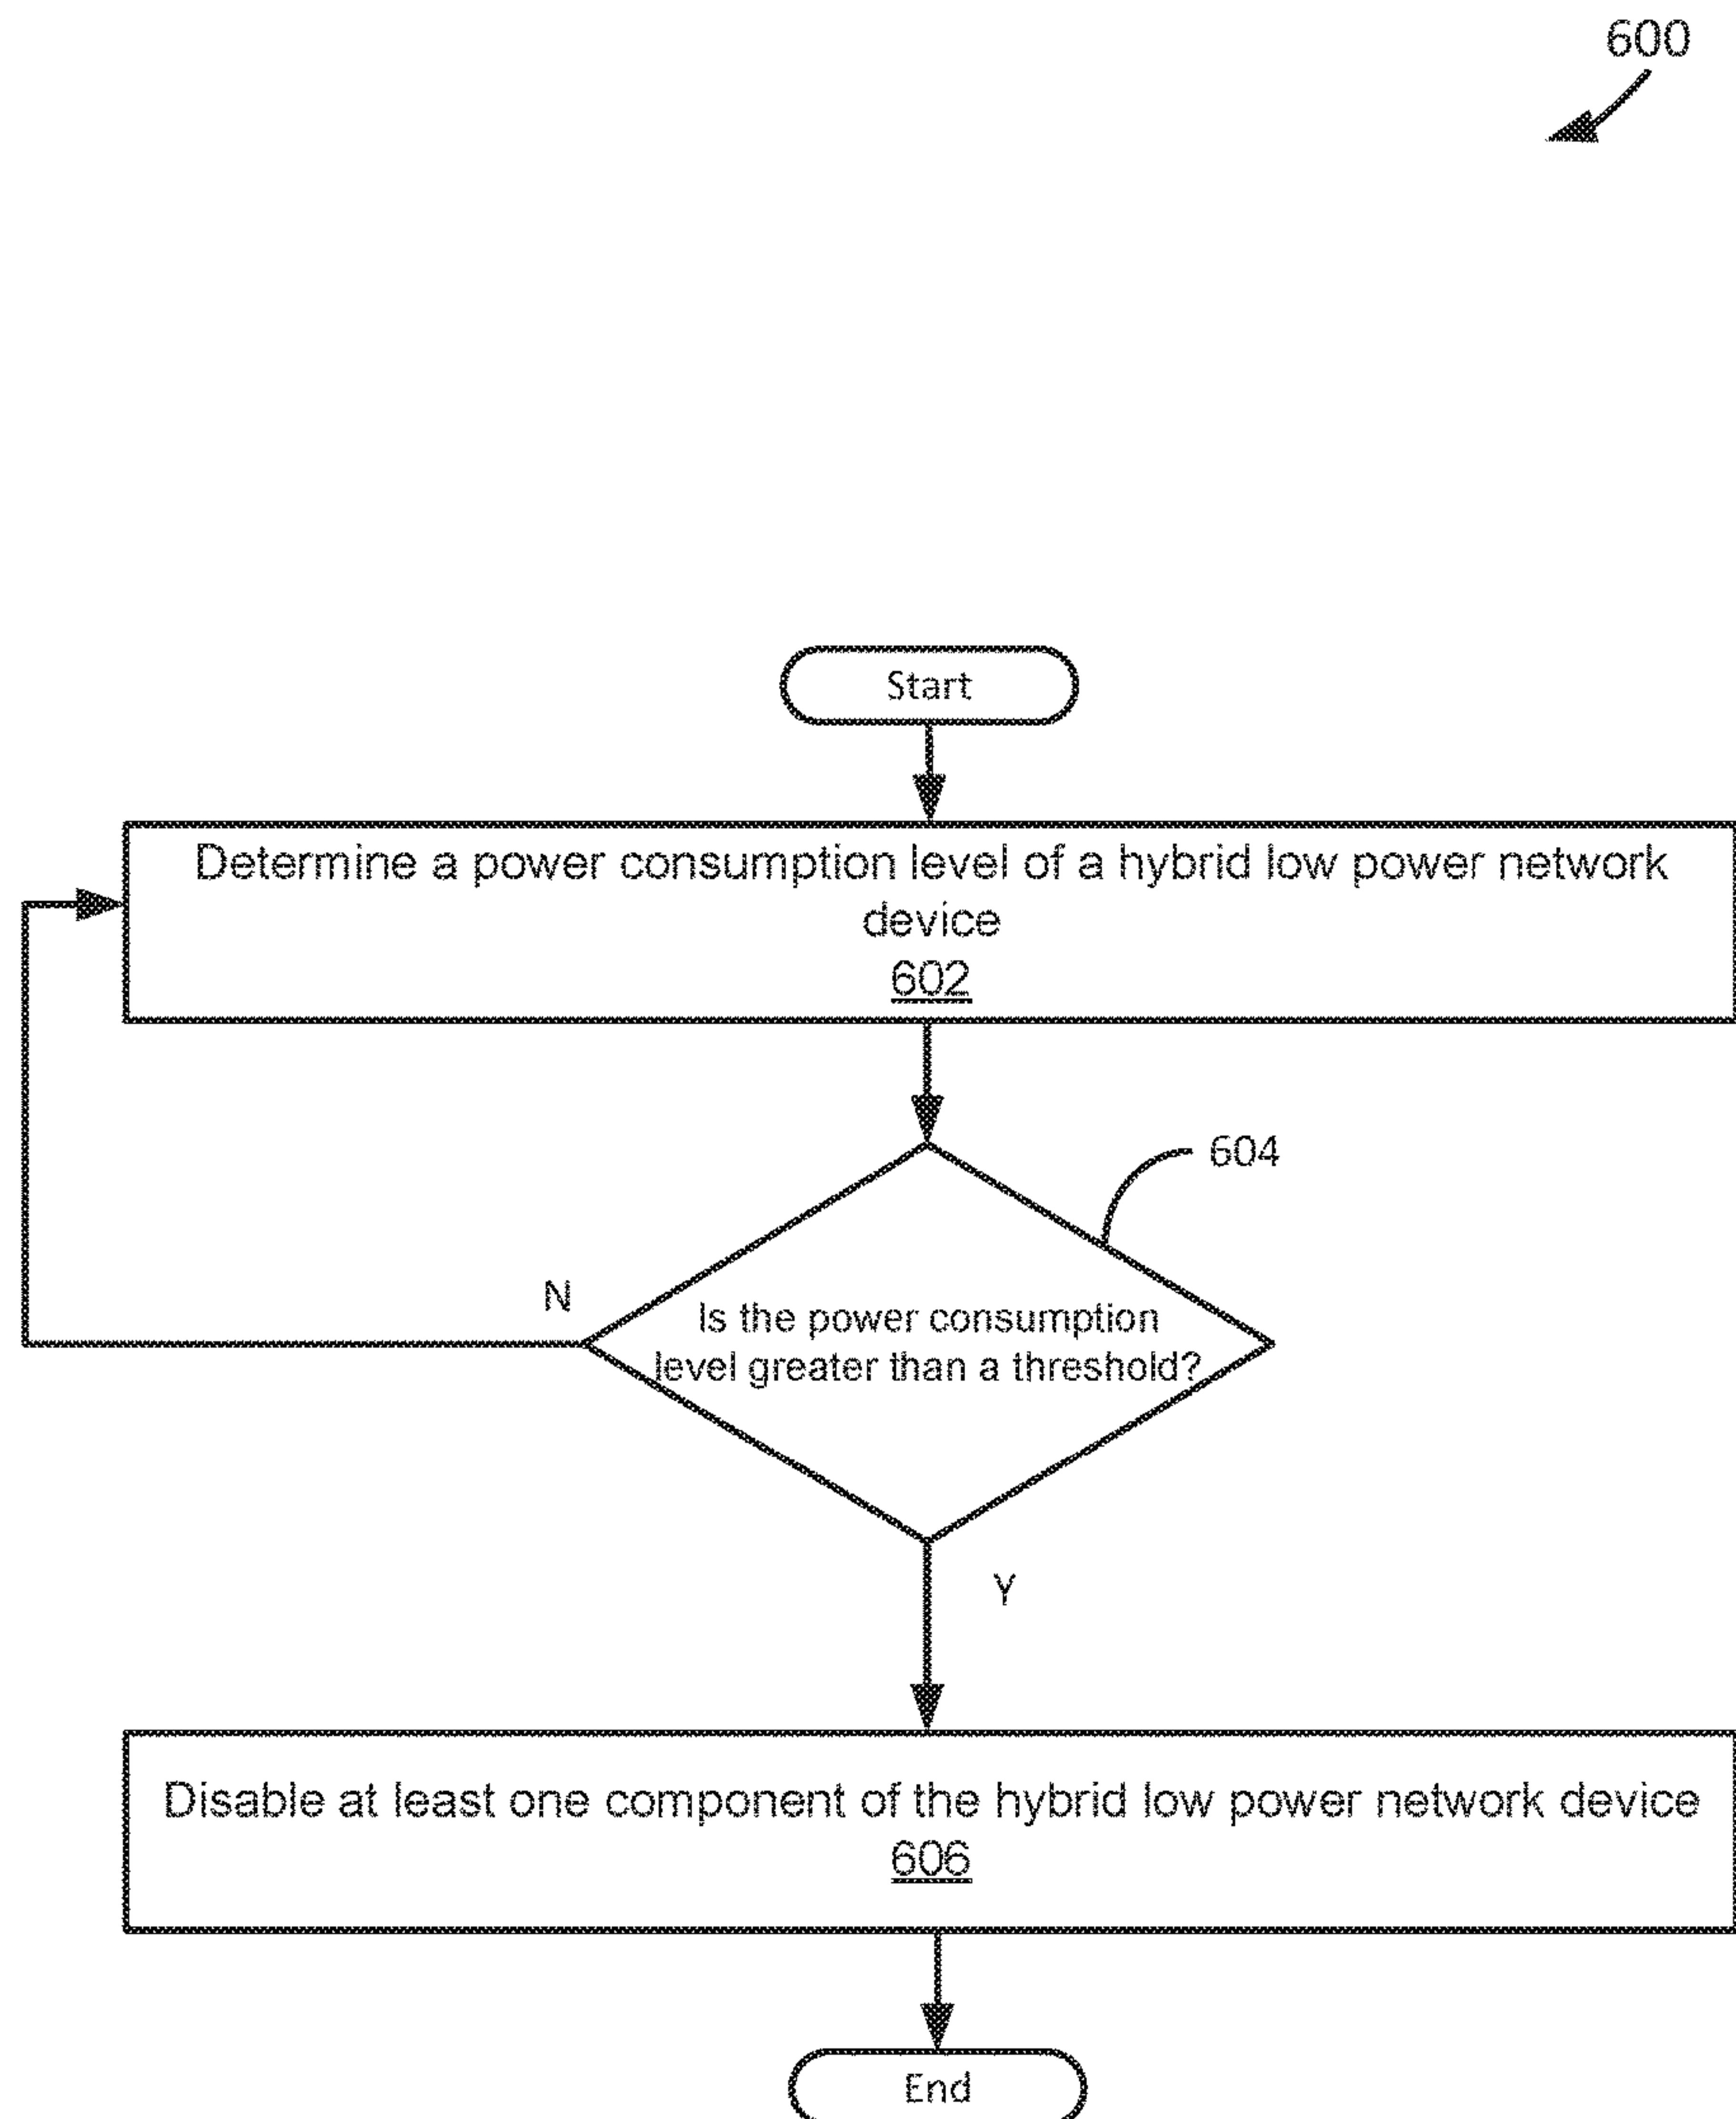 600
Start
Determine a power consumption level of a hybrid low power network
device
602
604
N
Is the power consumption
level greater than a threshold?
Y
Disable at least one component of the hybrid low power network device
606
End